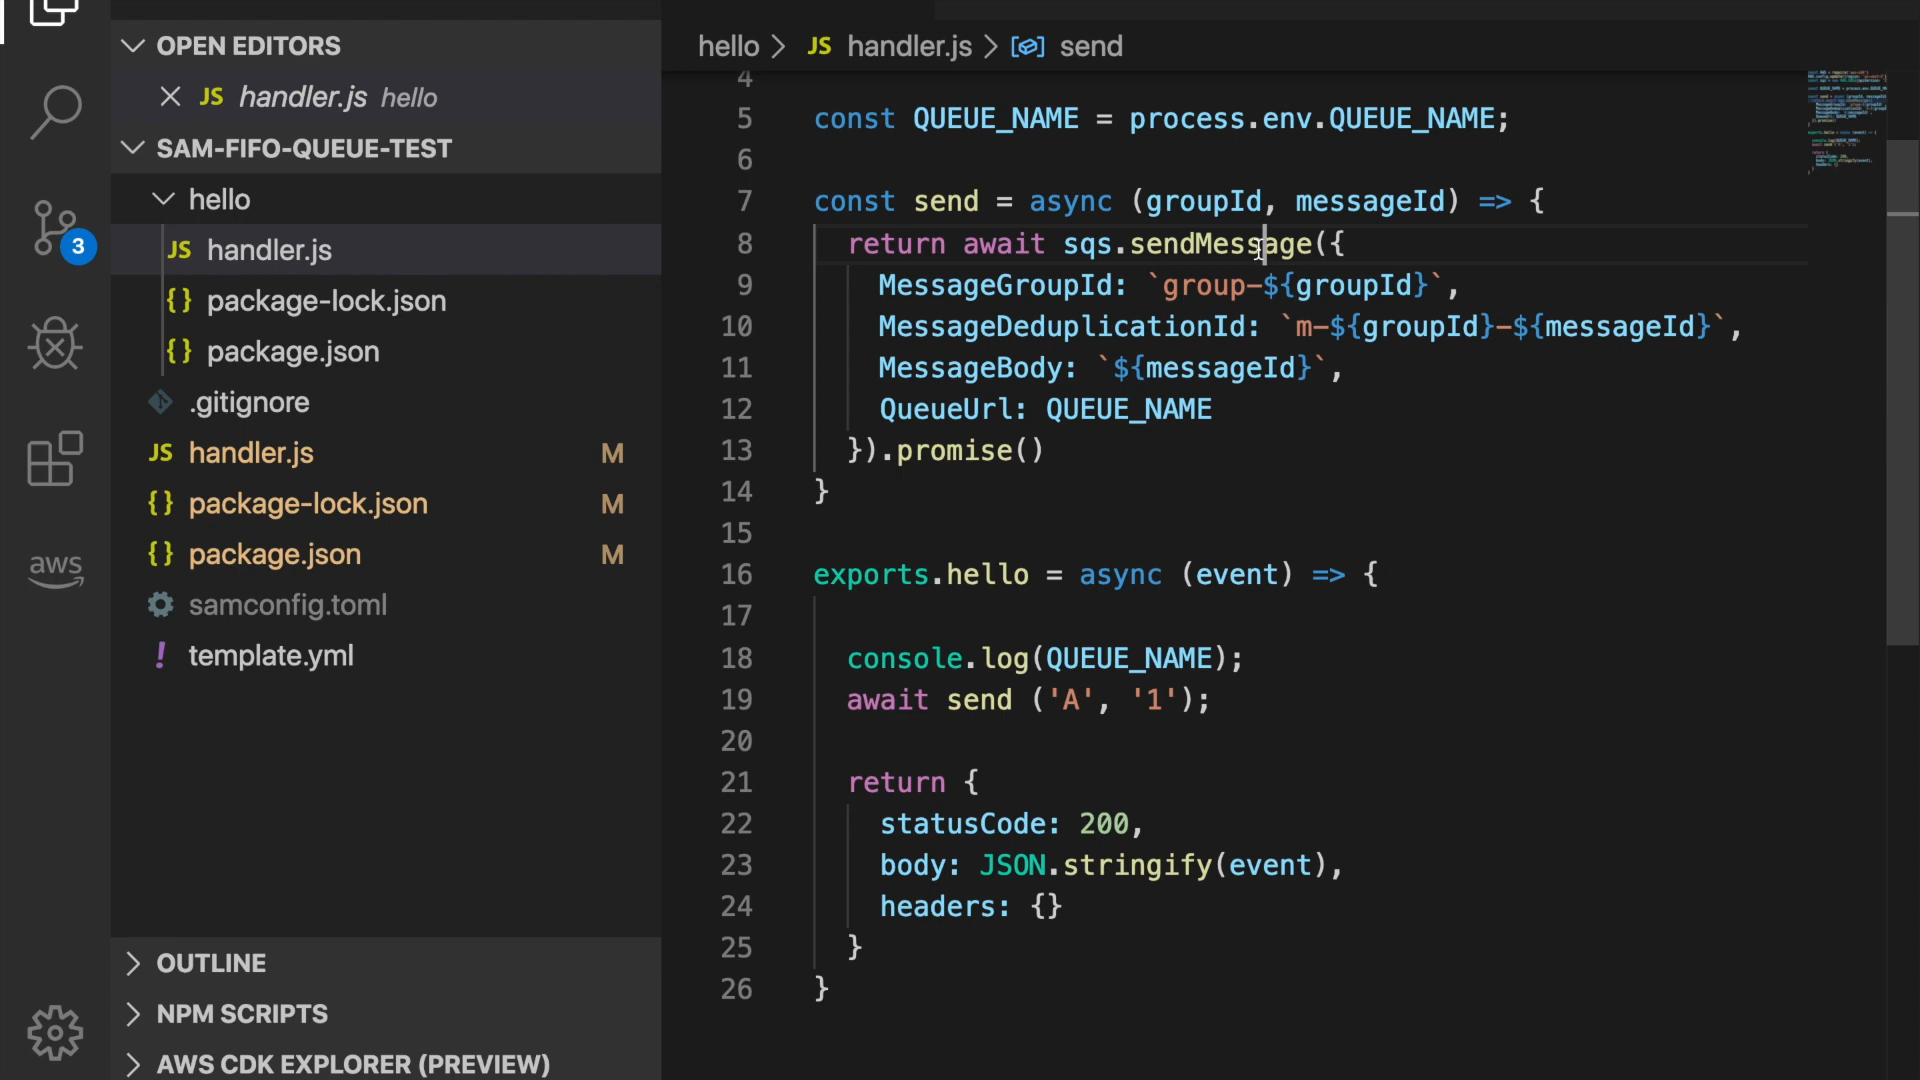 OPEN EDITORS
JS handler.js hello
SAM-FIFO-QUEUE-TEST
hello
JS handler.js
{} package-lock.json
{} package.json
.gitignore
JS handler.js M
{} package-lock.json M
{} package.json M
samconfig.toml
! template.yml
OUTLINE
NPM SCRIPTS
AWS CDK EXPLORER (PREVIEW)
3
aws
hello > JS handler.js > send
4
5 const QUEUE_NAME = process.env.QUEUE_NAME;
6
7 const send = async (groupId, messageId) => {
8 return await sqs.sendMessage({
9 MessageGroupId: `group-${groupId}`,
10 MessageDeduplicationId: `m-${groupId}-${messageId}`,
11 MessageBody: `${messageId}`,
12 QueueUrl: QUEUE_NAME
13 }).promise()
14 }
15
16 exports.hello = async (event) => {
17
18 console.log(QUEUE_NAME);
19 await send ('A', '1');
20
21 return {
22 statusCode: 200,
23 body: JSON.stringify(event),
24 headers: {}
25 }
26 }